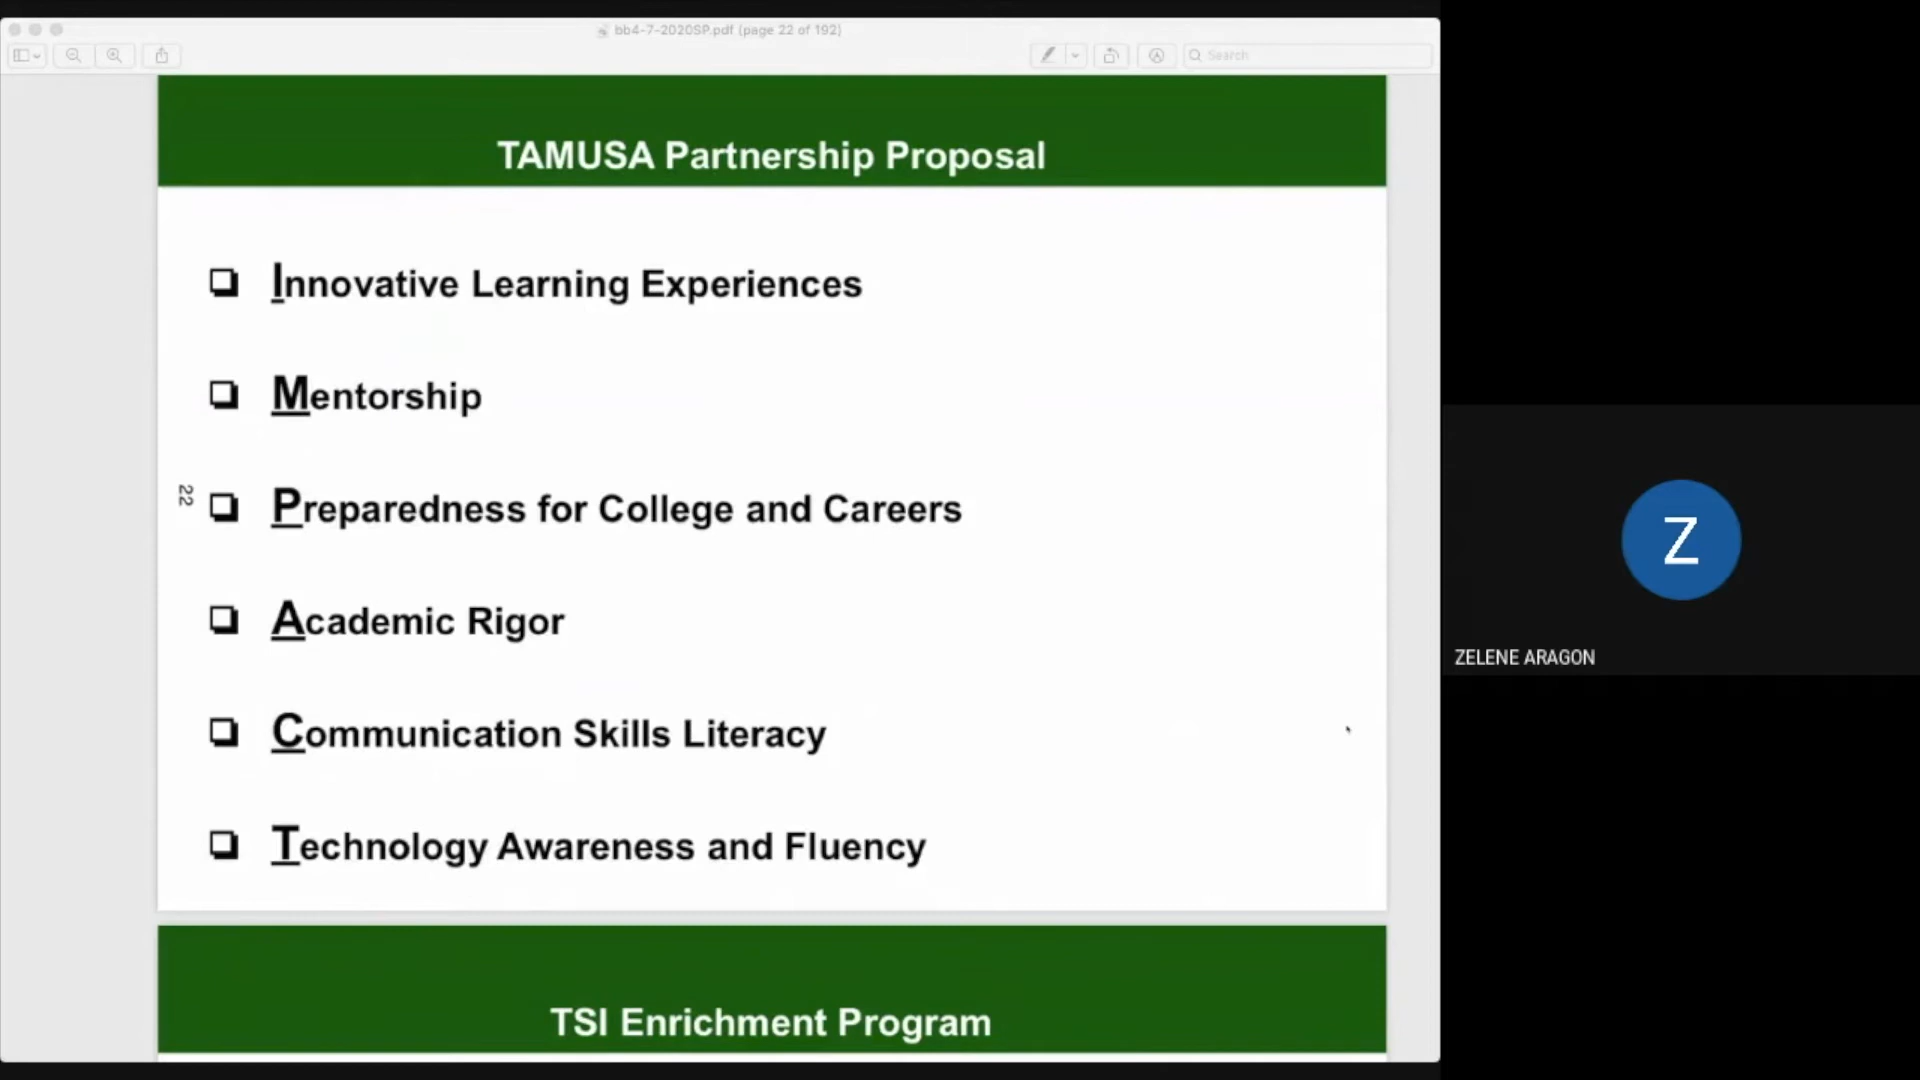 bb4-7-2020SP.pdf (page 22 of 192)
Search
TAMUSA Partnership Proposal
Innovative Learning Experiences
Mentorship
22
Preparedness for College and Careers
Academic Rigor
Communication Skills Literacy
Technology Awareness and Fluency
TSI Enrichment Program
Z
ZELENE ARAGON